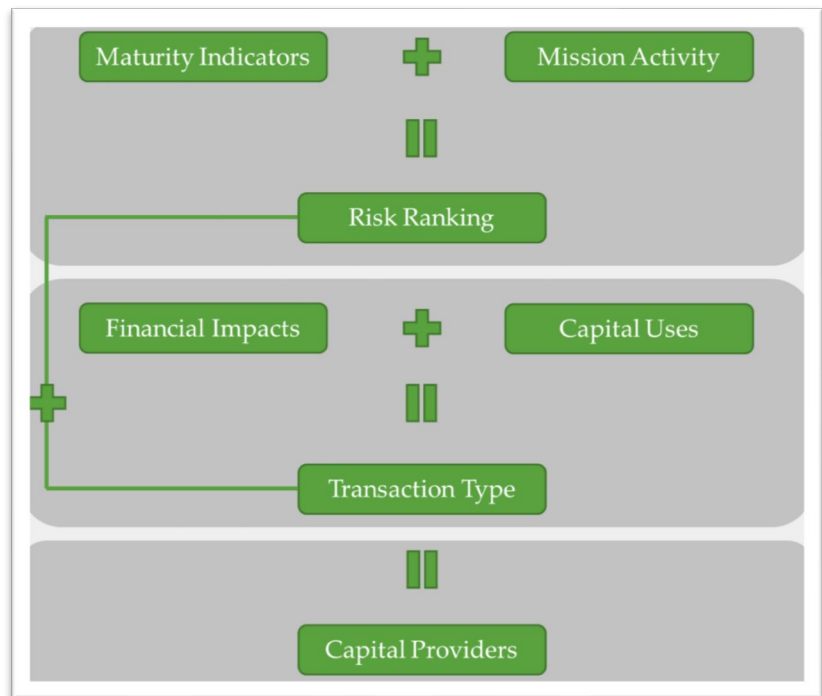 Maturity Indicators
Mission Activity
Risk Ranking
Financial Impacts
Capital Uses
Transaction Type
Capital Providers